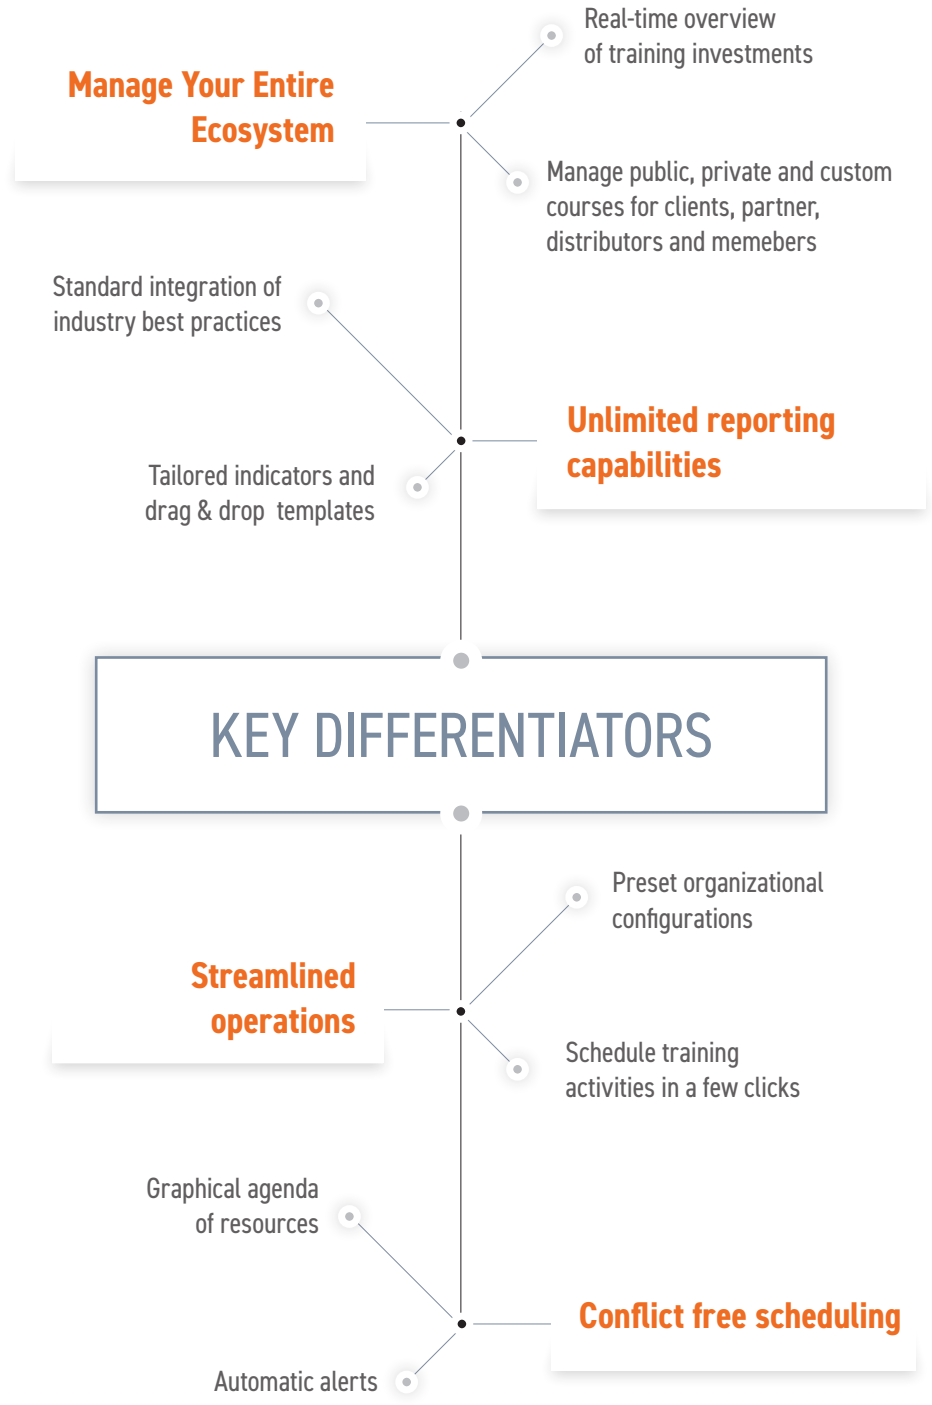 Real-time overview
of training investments
Manage Your Entire
Ecosystem
Manage public, private and custom
courses for clients, partner,
distributors and memebers
Standard integration of
industry best practices
Unlimited reporting
capabilities
Tailored indicators and
drag & drop  templates
KEY DIFFERENTIATORS
Preset organizational
configurations
Streamlined
operations
Schedule training
activities in a few clicks
Graphical agenda
of resources
Conflict free scheduling
Automatic alerts